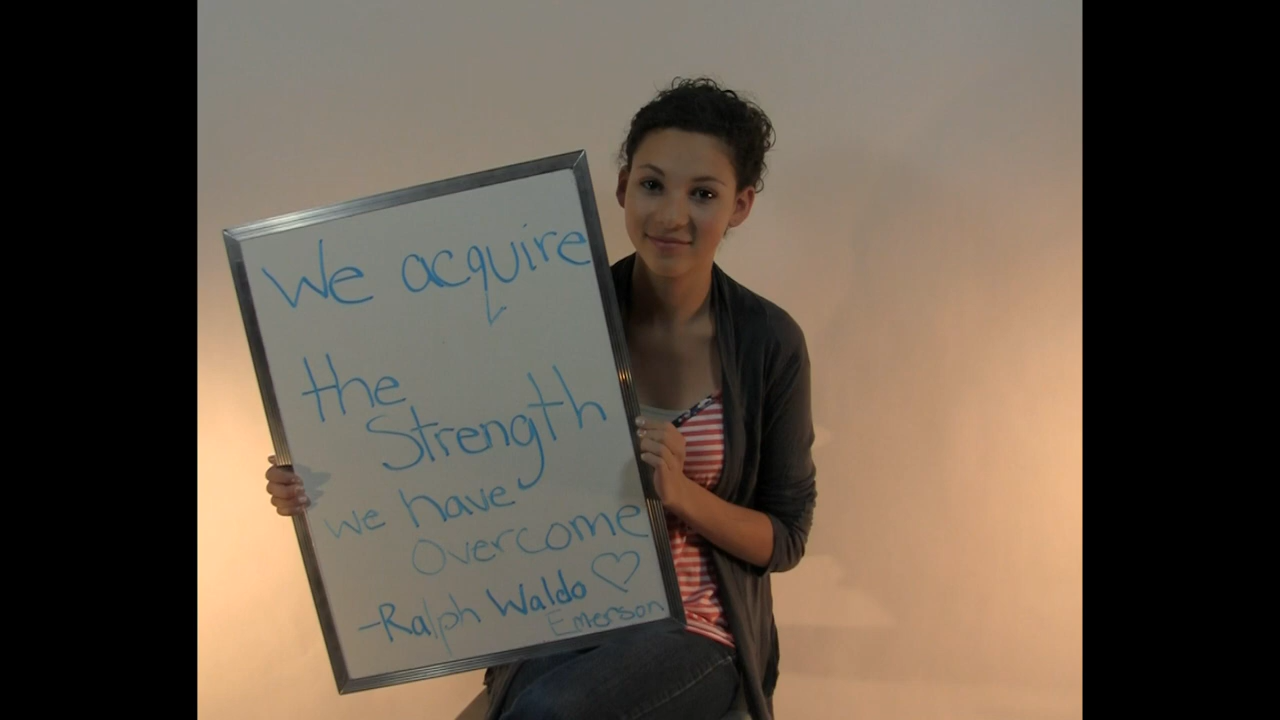 We acquire
the
Strength
we have
overcome
-Ralph Waldo
Emerson